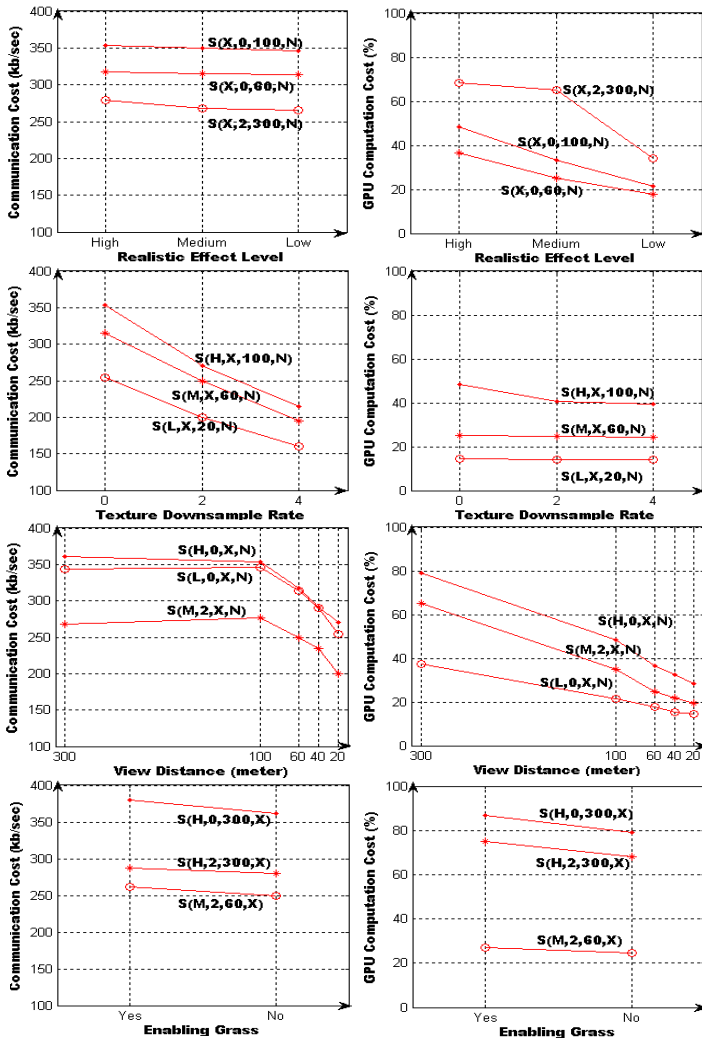 Communication Cost (kb/sec)
400
350
300
250
200
150
100
S(X,0,100,N)
S(X,0,60,N)
S(X,2,300,N)
High Medium Low
Realistic Effect Level
GPU Computation Cost (%)
100
80
60
40
20
0
S(X,2,300,N)
S(X,0,100,N)
S(X,0,60,N)
High Medium Low
Realistic Effect Level
Communication Cost (kb/sec)
400
350
300
250
200
150
100
S(H,X,100,N)
S(M,X,60,N)
S(L,X,20,N)
0 2 4
Texture Downsample Rate
GPU Computation Cost (%)
100
80
60
40
20
0
S(H,X,100,N)
S(M,X,60,N)
S(L,X,20,N)
0 2 4
Texture Downsample Rate
Communication Cost (kb/sec)
400
350
300
250
200
150
100
S(H,0,X,N)
S(L,0,X,N)
S(M,2,X,N)
300 100 60 40 20
View Distance (meter)
GPU Computation Cost (%)
100
80
60
40
20
0
S(H,0,X,N)
S(M,2,X,N)
S(L,0,X,N)
300 100 60 40 20
View Distance (meter)
Communication Cost (kb/sec)
400
350
300
250
200
150
100
S(H,0,300,X)
S(H,2,300,X)
S(M,2,60,X)
Yes No
Enabling Grass
GPU Computation Cost (%)
100
80
60
40
20
0
S(H,0,300,X)
S(H,2,300,X)
S(M,2,60,X)
Yes No
Enabling Grass